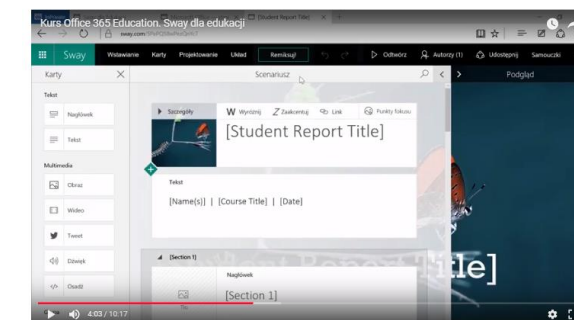 Kurs Office 365 Education. Sway dla edukacji
[Student Report Title]
sway.com
Sway Wstawianie Karty Projektowanie Układ Remiksuj! Odtwórz Autorzy (1) Udostępnij Samouczki
Karty Scenariusz Podgląd
Tekst
Nagłówek
Tekst
Multimedia
Obraz
Wideo
Tweet
Dźwięk
Osadź
Szczegóły Wyróżnij Zaakcentuj Link Punkty fokusu
[Student Report Title]
Tekst
[Name(s)] | [Course Title] | [Date]
[Section 1]
Nagłówek
[Section 1]
Report Title]
4:03 / 10:17